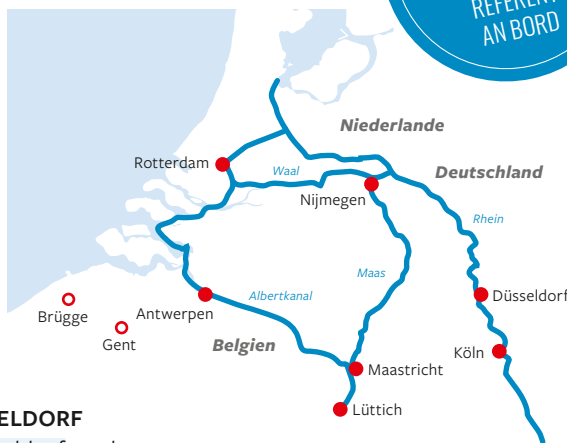 REFERENT
AN BORD
Niederlande
Rotterdam
Waal
Deutschland
Nijmegen
Rhein
Maas
Düsseldorf
Albertkanal
Brügge
Antwerpen
Gent
Belgien
Köln
Maastricht
Lüttich
ELDORF